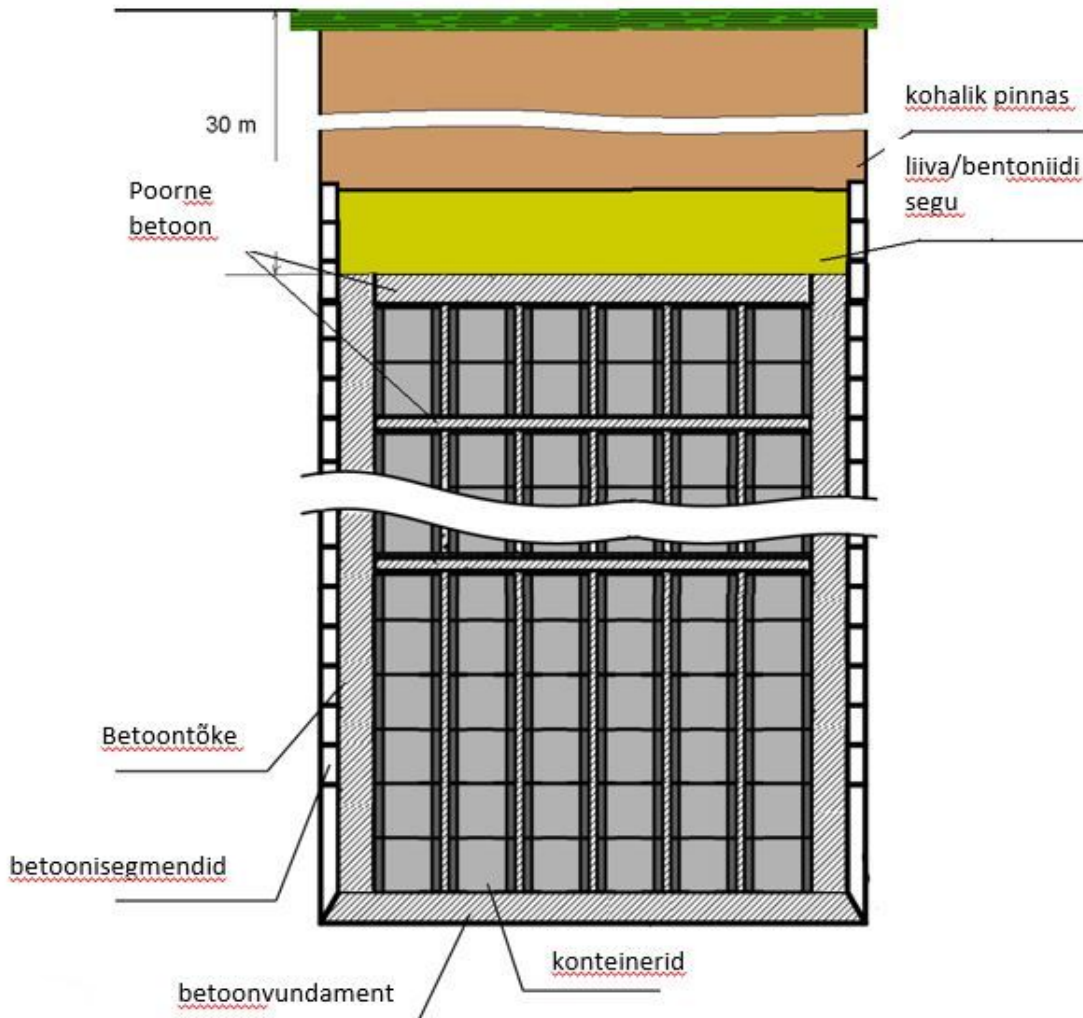 30 m
kohalik pinnas
liiva/bentoniidi
segu
Poorne
betoon
Betoontõke
betoonisegmendid
konteinerid
betoonvundament